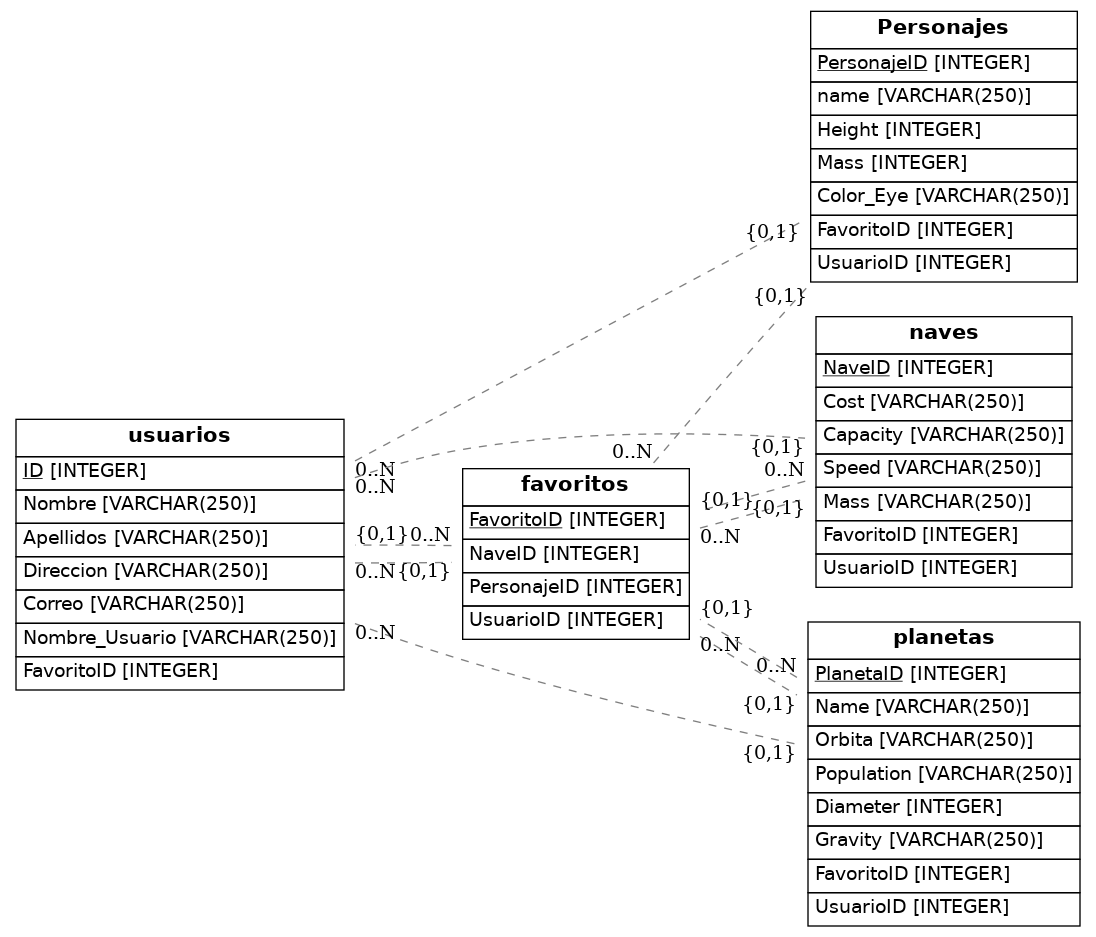 Personajes
PersonajeID [INTEGER]
name [VARCHAR(250)]
Height [INTEGER]
Mass [INTEGER]
Color_Eye [VARCHAR(250)]
FavoritoID [INTEGER]
UsuarioID [INTEGER]
{0,1}
{0,1}
naves
NaveID [INTEGER]
Cost [VARCHAR(250)]
Capacity [VARCHAR(250)]
Speed [VARCHAR(250)]
Mass [VARCHAR(250)]
FavoritoID [INTEGER]
UsuarioID [INTEGER]
{0,1}
0..N
{0,1}
usuarios
ID [INTEGER]
Nombre [VARCHAR(250)]
Apellidos [VARCHAR(250)]
Direccion [VARCHAR(250)]
Correo [VARCHAR(250)]
Nombre_Usuario [VARCHAR(250)]
FavoritoID [INTEGER]
0..N
0..N
{0,1} 0..N
0..N {0,1}
0..N
0..N
favoritos
FavoritoID [INTEGER]
NaveID [INTEGER]
PersonajeID [INTEGER]
UsuarioID [INTEGER]
{0,1}
0..N
{0,1}
0..N
0..N
{0,1}
{0,1}
planetas
PlanetaID [INTEGER]
Name [VARCHAR(250)]
Orbita [VARCHAR(250)]
Population [VARCHAR(250)]
Diameter [INTEGER]
Gravity [VARCHAR(250)]
FavoritoID [INTEGER]
UsuarioID [INTEGER]